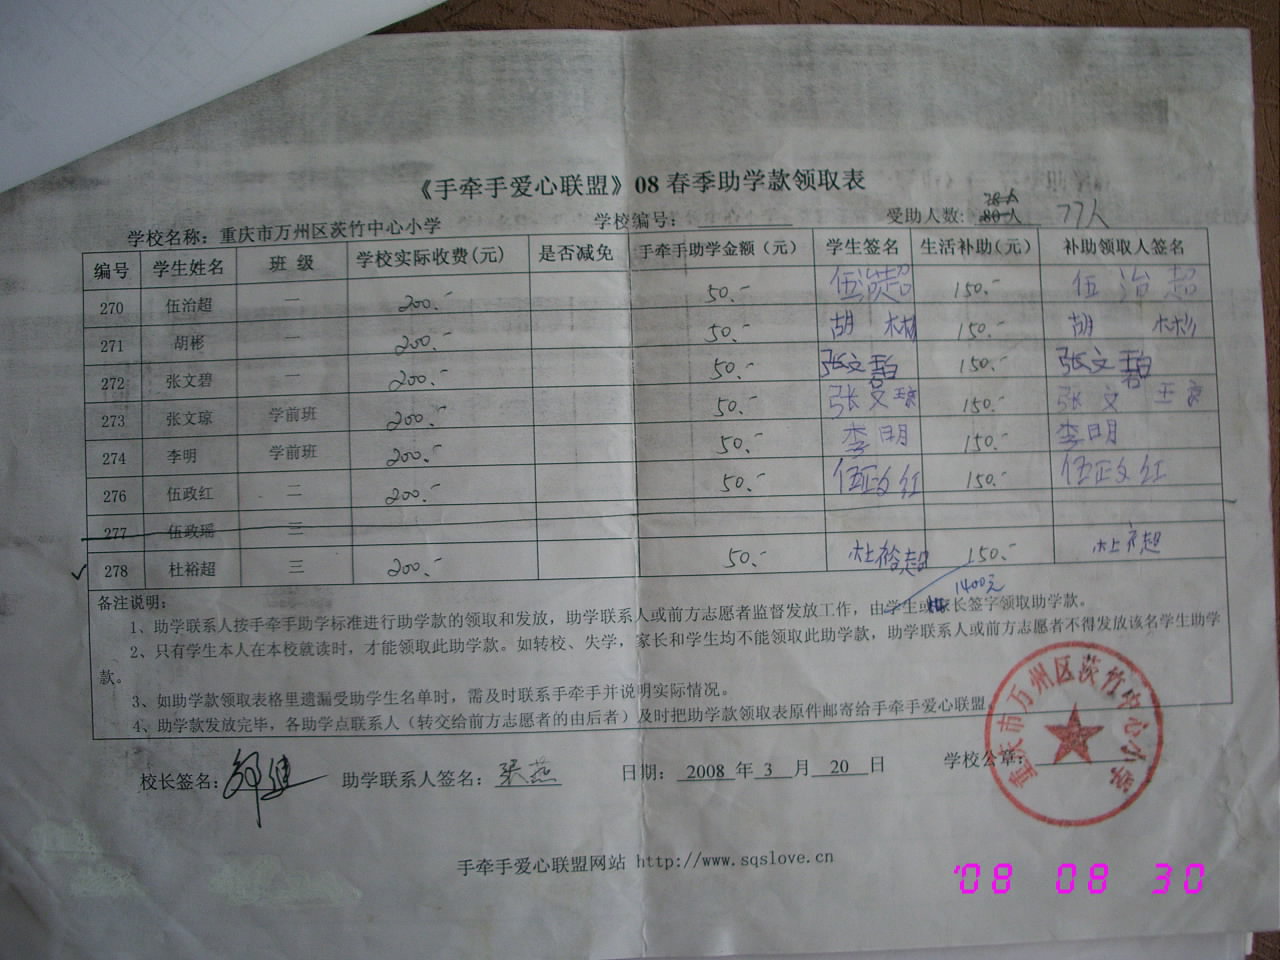 《手牵手爱心联盟》08 春季助学款领取表
学校名称: 重庆市万州区茨竹中心小学 学校编号: 受助人数: 80人 78人 77人
编号 学生姓名 班 级 学校实际收费(元) 是否减免 手牵手助学金额(元) 学生签名 生活补助(元) 补助领取人签名
270 伍治超 一 200.- 50.- 伍治超 150.- 伍治超
271 胡彬 一 200.- 50.- 胡彬 150.- 胡彬
272 张文碧 一 200.- 50.- 张文碧 150.- 张文碧
273 张文琼 学前班 200.- 50.- 张文琼 150.- 张文琼
274 李明 学前班 200.- 50.- 李明 150.- 李明
276 伍政红 二 200.- 50.- 伍政红 150.- 伍政红
277 伍政瑶 三
278 杜裕超 三 200.- 50.- 杜裕超 150.- 杜裕超
1400元
备注说明:
1、助学联系人按手牵手助学标准进行助学款的领取和发放，助学联系人或前方志愿者监督发放工作，由学生或家长签字领取助学款。
2、只有学生本人在本校就读时，才能领取此助学款。如转校、失学，家长和学生均不能领取此助学款，助学联系人或前方志愿者不得发放该名学生助学
款。
3、如助学款领取表格里遗漏受助学生名单时，需及时联系手牵手并说明实际情况。
4、助学款发放完毕，各助学点联系人（转交给前方志愿者的由后者）及时把助学款领取表原件邮寄给手牵手爱心联盟。
校长签名: 助学联系人签名: 日期: 2008 年 3 月 20 日 学校公章:
重庆市万州区茨竹中心小学
手牵手爱心联盟网站 http://www.sqslove.cn
'08 08 30